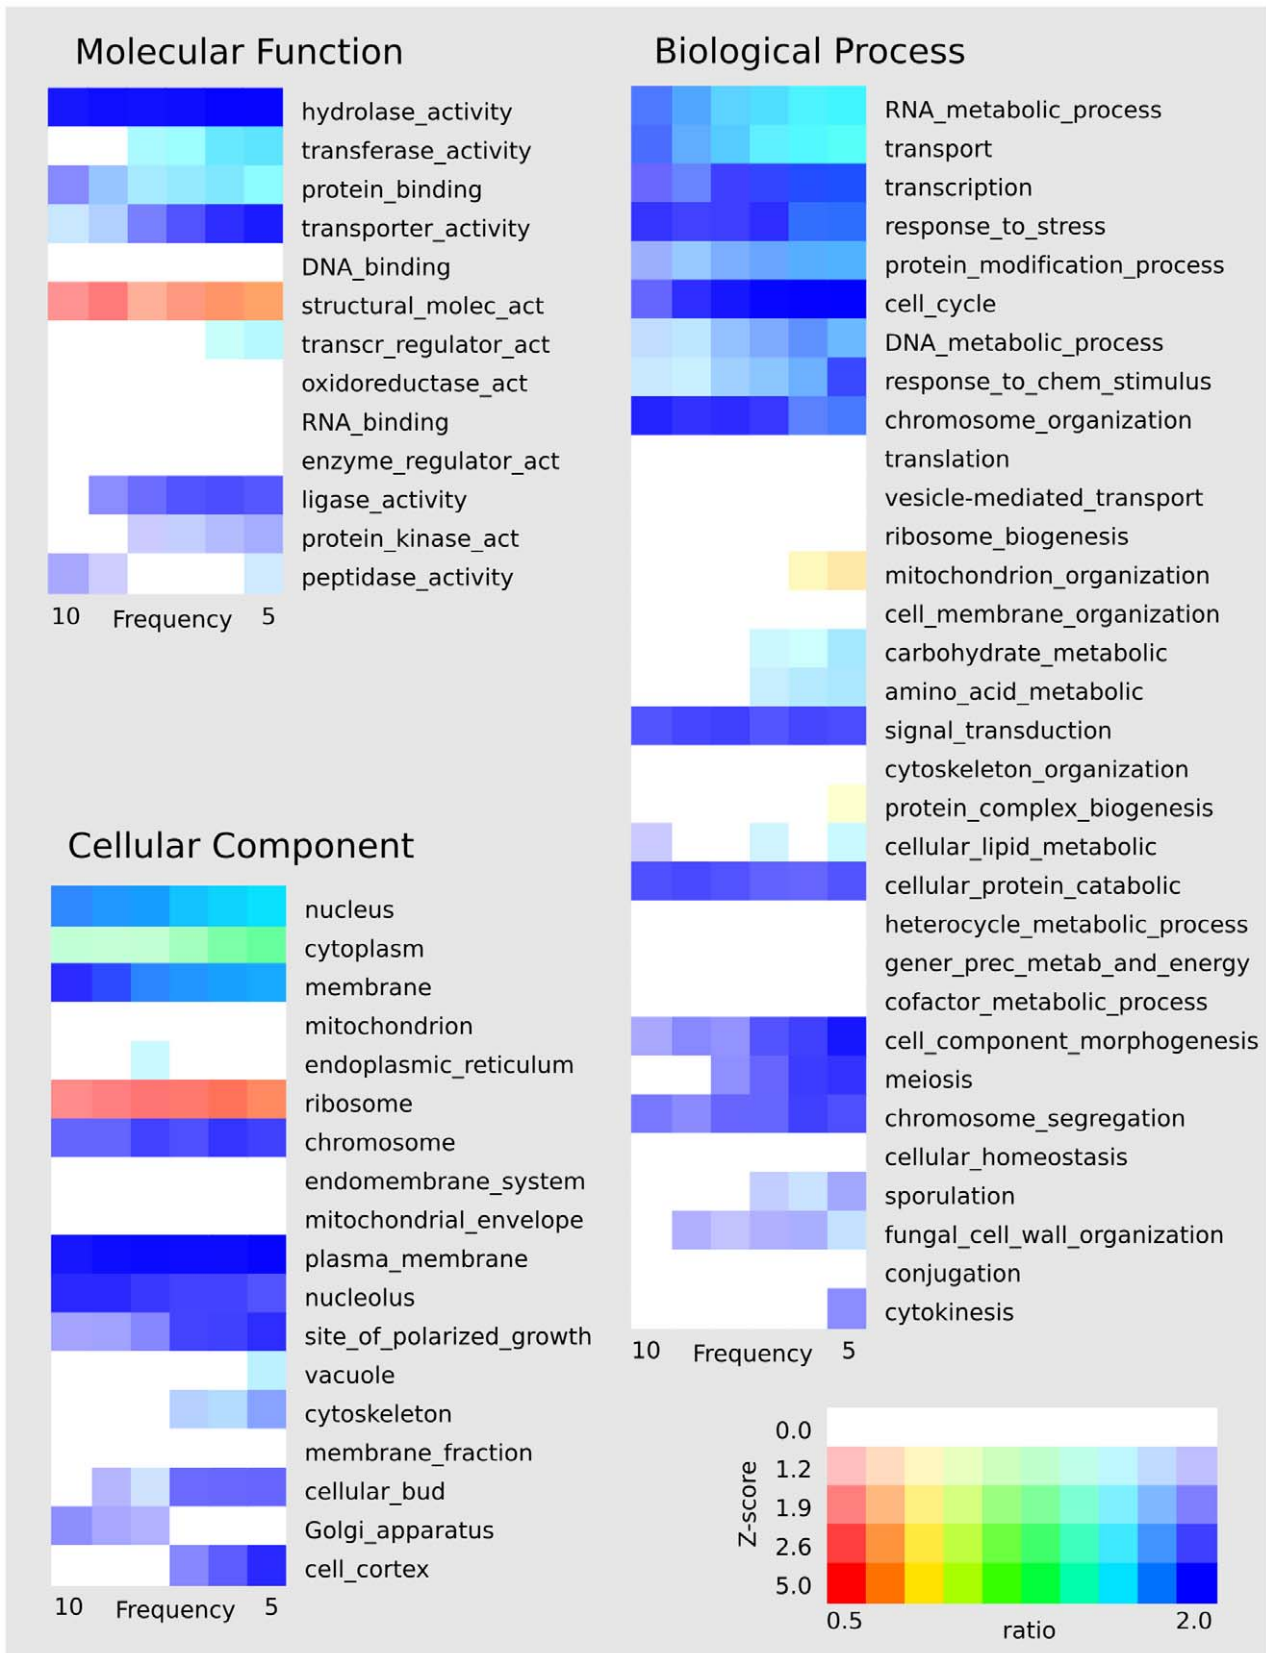 Molecular Function
hydrolase_activity
transferase_activity
protein_binding
transporter_activity
DNA_binding
structural_molec_act
transcr_regulator_act
oxidoreductase_act
RNA_binding
enzyme_regulator_act
ligase_activity
protein_kinase_act
peptidase_activity
10 Frequency 5
Biological Process
RNA_metabolic_process
transport
transcription
response_to_stress
protein_modification_process
cell_cycle
DNA_metabolic_process
response_to_chem_stimulus
chromosome_organization
translation
vesicle-mediated_transport
ribosome_biogenesis
mitochondrion_organization
cell_membrane_organization
carbohydrate_metabolic
amino_acid_metabolic
signal_transduction
cytoskeleton_organization
protein_complex_biogenesis
cellular_lipid_metabolic
cellular_protein_catabolic
heterocycle_metabolic_process
gener_prec_metab_and_energy
cofactor_metabolic_process
cell_component_morphogenesis
meiosis
chromosome_segregation
cellular_homeostasis
sporulation
fungal_cell_wall_organization
conjugation
cytokinesis
10 Frequency 5
Cellular Component
nucleus
cytoplasm
membrane
mitochondrion
endoplasmic_reticulum
ribosome
chromosome
endomembrane_system
mitochondrial_envelope
plasma_membrane
nucleolus
site_of_polarized_growth
vacuole
cytoskeleton
membrane_fraction
cellular_bud
Golgi_apparatus
cell_cortex
10 Frequency 5
Z-score
0.0
1.2
1.9
2.6
5.0
0.5 ratio 2.0